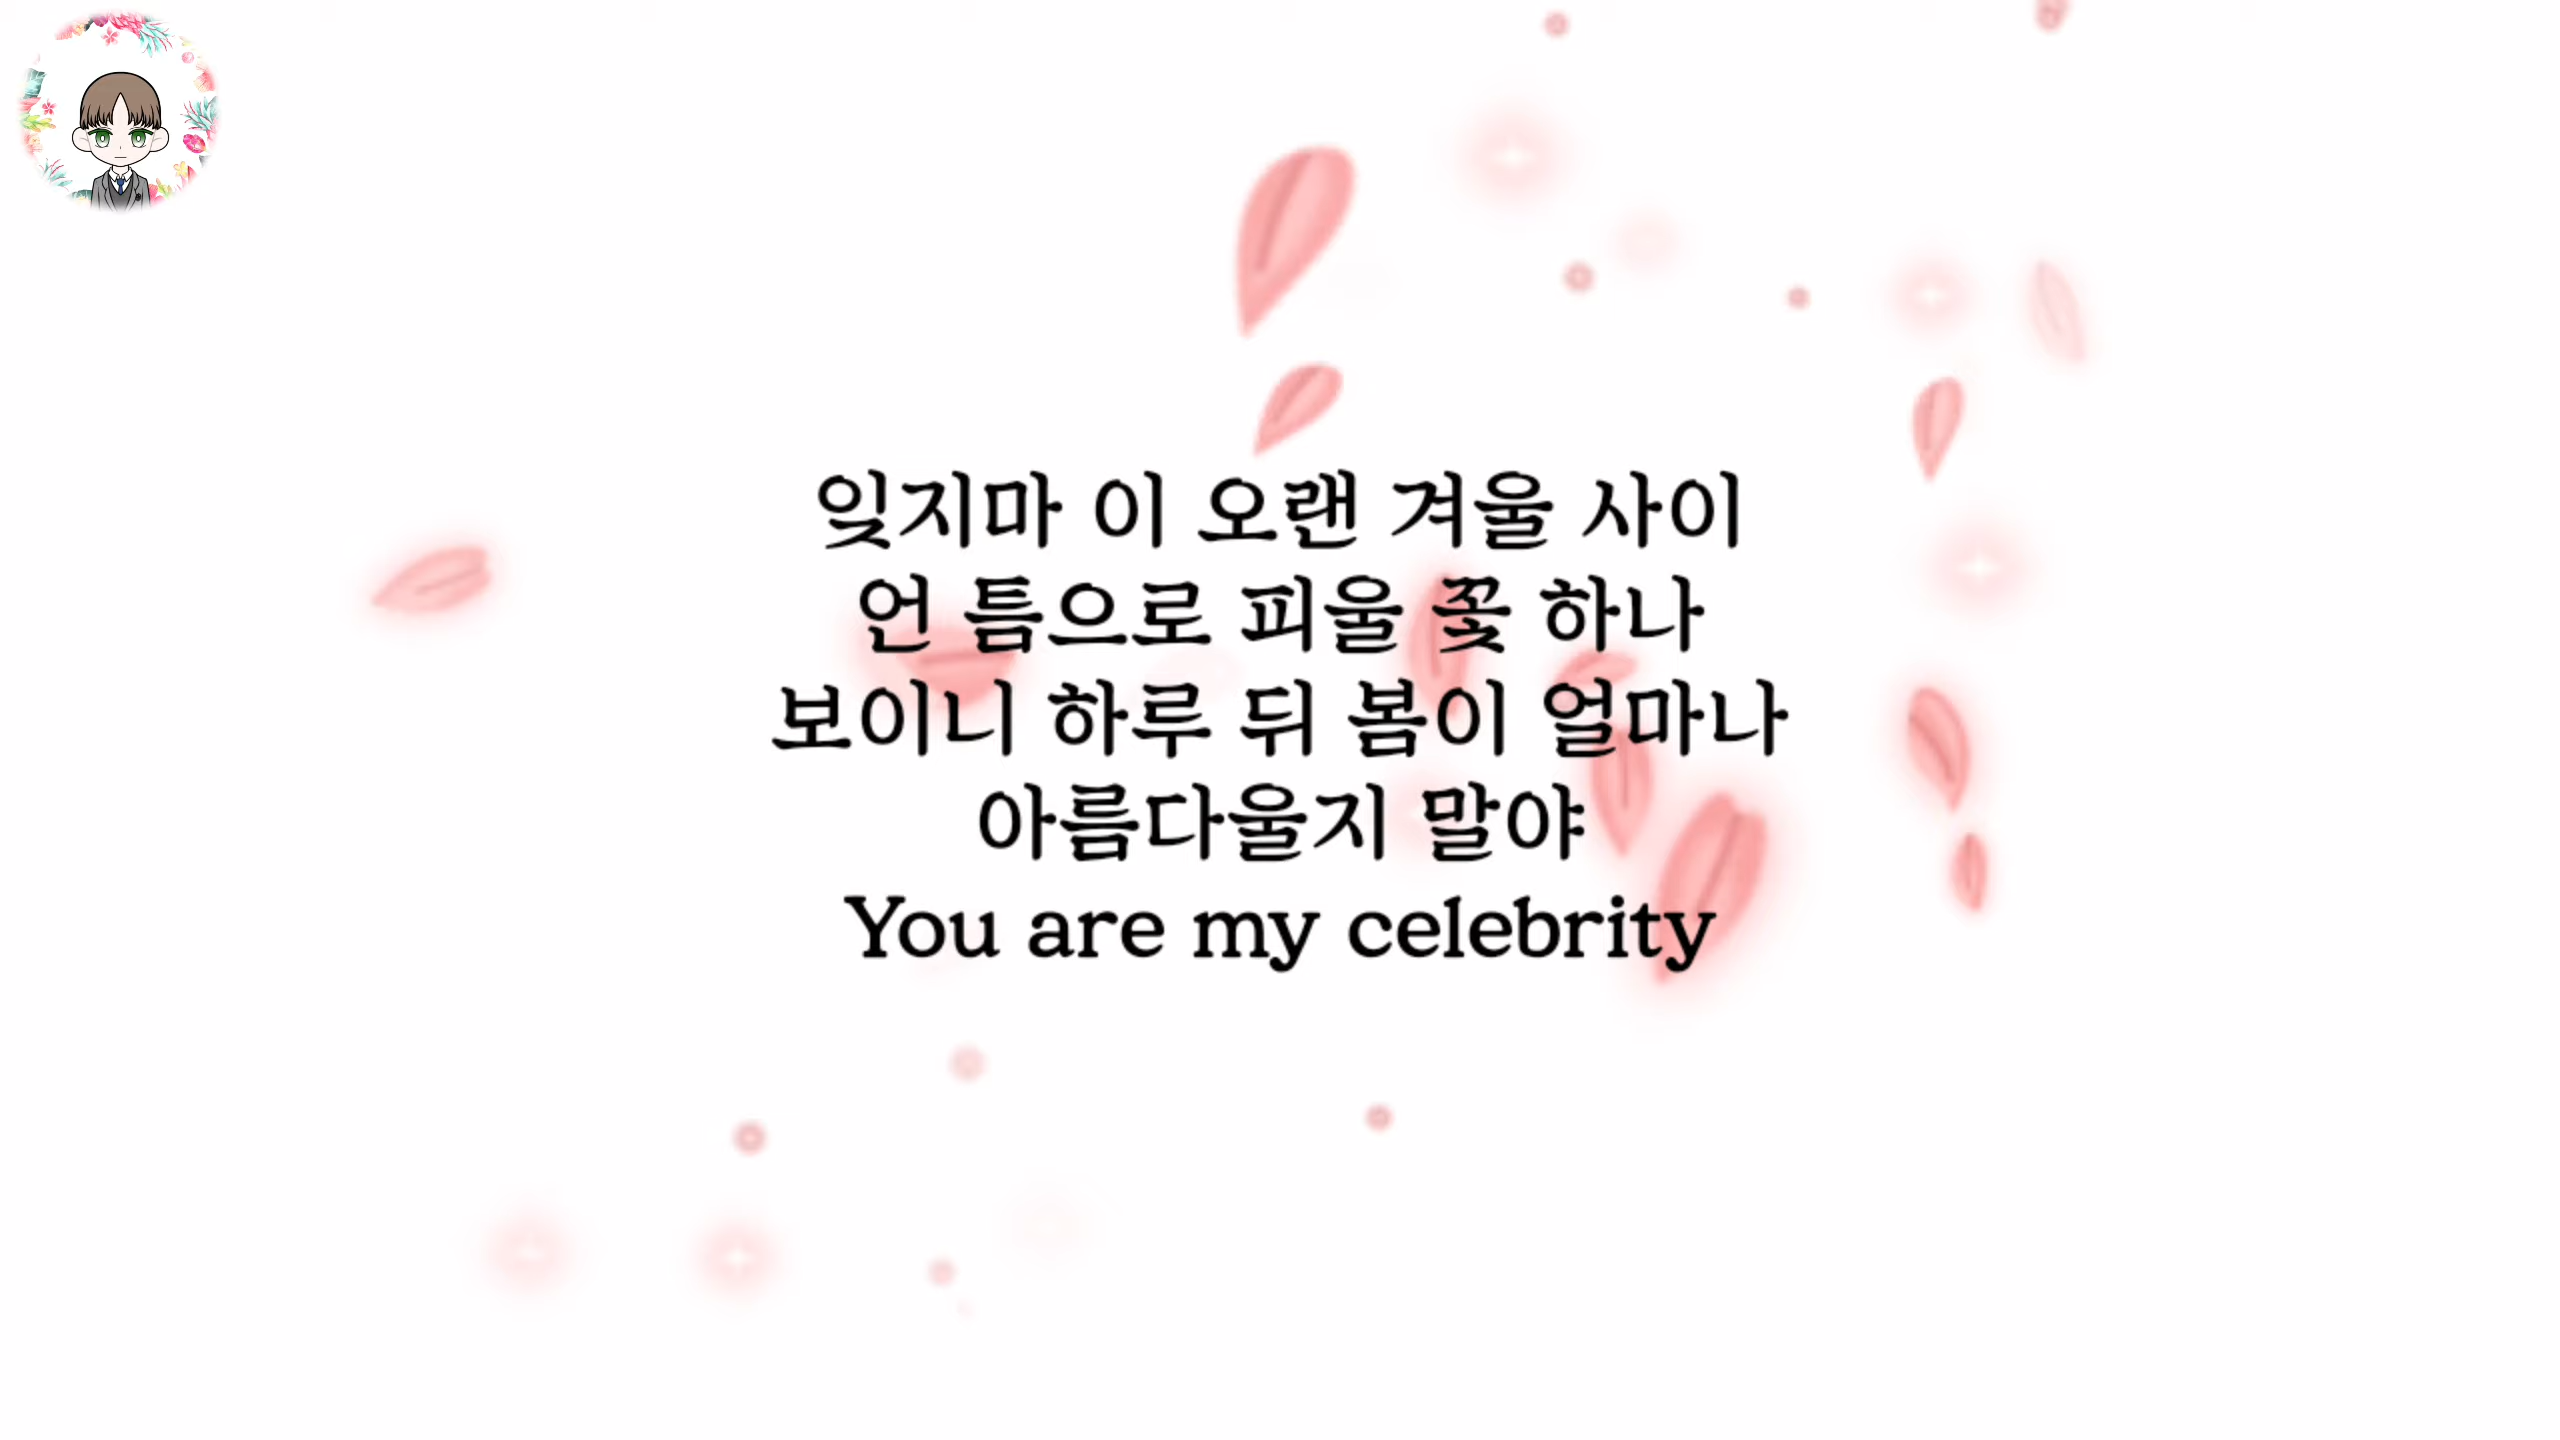 잊지마 이 오랜 겨울 사이
언 틈으로 피울 꽃 하나
보이니 하루 뒤 봄이 얼마나
아름다울지 말야
You are my celebrity